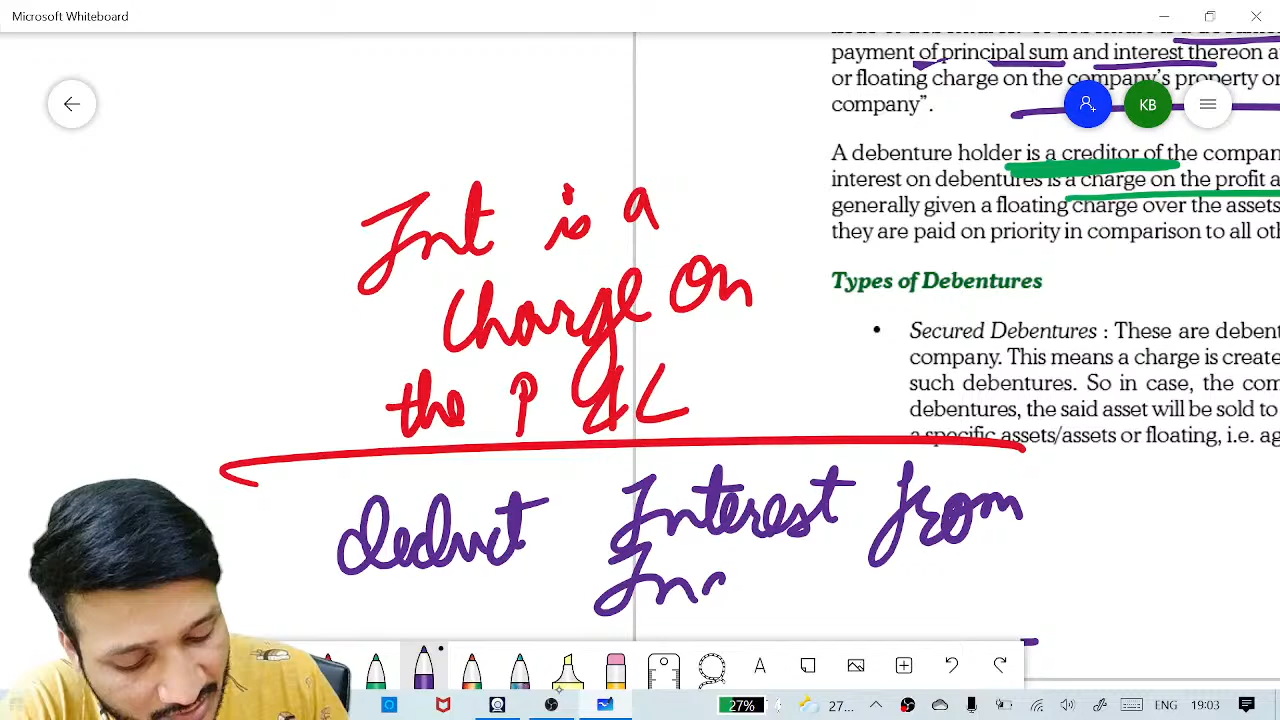 Microsoft Whiteboard
payment of principal sum and interest thereon a
or floating charge on the company's property or
company".
KB
A debenture holder is a creditor of the compan
interest on debentures is a charge on the profit a
generally given a floating charge over the assets
they are paid on priority in comparison to all ot
Types of Debentures
• Secured Debentures : These are deben
company. This means a charge is create
such debentures. So in case, the com
debentures, the said asset will be sold to
a specific assets/assets or floating, i.e. ag
Int is a
Charge On
the P & L
deduct Interest from
Inc
27%
27...
ENG
19:03